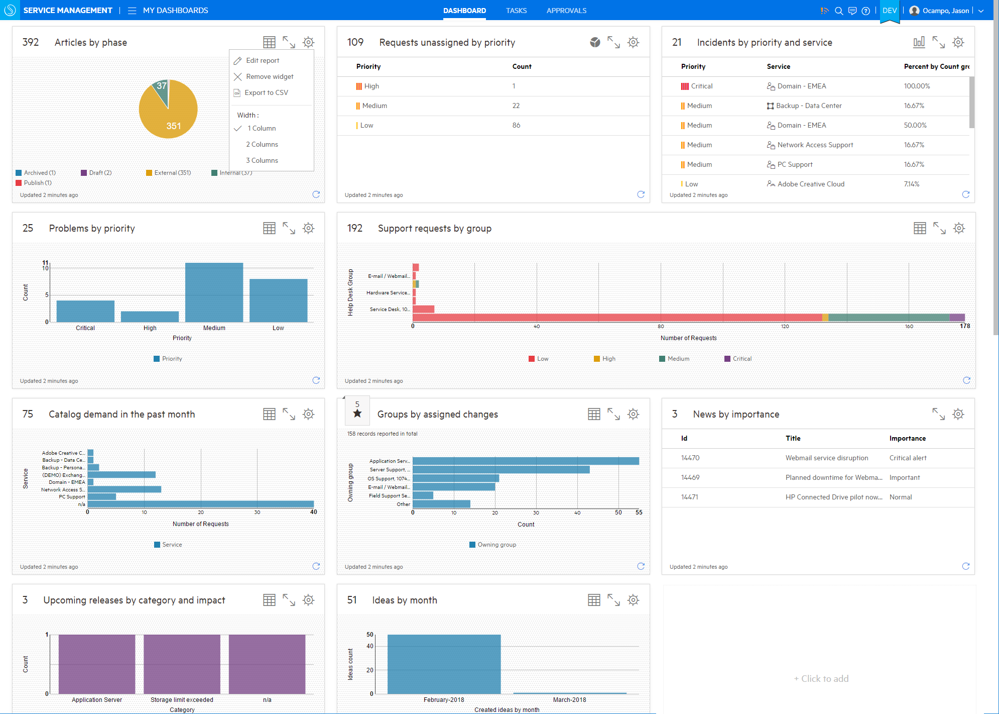 SERVICE MANAGEMENT
MY DASHBOARDS
DASHBOARD
TASKS
APPROVALS
DEV
Ocampo, Jason
392 Articles by phase
Edit report
Remove widget
CSV
Export to CSV
Width :
1 Column
2 Columns
3 Columns
37
351
Archived (1)
Draft (2)
External (351)
Internal (37)
Publish (1)
Updated 2 minutes ago
109 Requests unassigned by priority
Priority Count
High 1
Medium 22
Low 86
Updated 2 minutes ago
21 Incidents by priority and service
Priority Service Percent by Count gro
Critical Domain - EMEA 100.00%
Medium Backup - Data Center 16.67%
Medium Domain - EMEA 50.00%
Medium Network Access Support 16.67%
Medium PC Support 16.67%
Low Adobe Creative Cloud 7.14%
Updated 2 minutes ago
25 Problems by priority
Count
11
10
5
0
Critical High Medium Low
Priority
Priority
Updated 2 minutes ago
192 Support requests by group
Help Desk Group
E-mail / Webmail...
Hardware Service...
Service Desk, 10...
0 40 80 120 160 178
Number of Requests
Low High Medium Critical
Updated 2 minutes ago
75 Catalog demand in the past month
Service
Adobe Creative C...
Backup - Data Ce...
Backup - Persona...
(DEMO) Exchang...
Domain - EMEA
Network Access S...
PC Support
n/a
0 10 20 30 40
Number of Requests
Service
Updated 2 minutes ago
5
Groups by assigned changes
158 records reported in total
Owning group
Application Serv...
Server Support, ...
OS Support, 1074...
E-mail / Webmail...
Field Support Se...
Other
0 10 20 30 40 50 55
Count
Owning group
Updated 2 minutes ago
3 News by importance
Id Title Importance
14470 Webmail service disruption Critical alert
14469 Planned downtime for Webma... Important
14471 HP Connected Drive pilot now... Normal
Updated 2 minutes ago
3 Upcoming releases by category and impact
Count
1
0
Application Server Storage limit exceeded n/a
Category
51 Ideas by month
Ideas count
50
40
20
0
February-2018 March-2018
Created ideas by month
+ Click to add